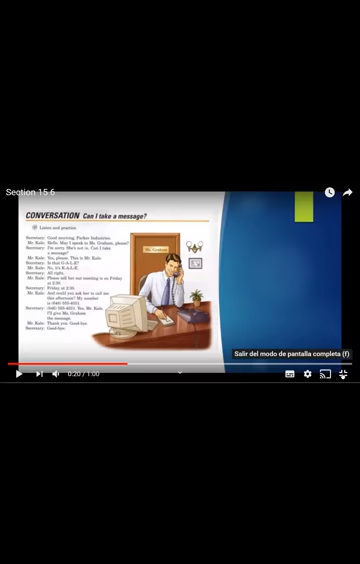 Section 15 6
CONVERSATION Can I take a message?
Listen and practice.
Secretary: Good morning, Parker Industries.
Mr. Kale: Hello. May I speak to Ms. Graham, please?
Secretary: I'm sorry. She's not in. Can I take
a message?
Mr. Kale: Yes, please. This is Mr. Kale.
Secretary: Is that G-A-L-E?
Mr. Kale: No, it's K-A-L-E.
Secretary: All right.
Mr. Kale: Please tell her our meeting is on Friday
at 2:30.
Secretary: Friday at 2:30.
Mr. Kale: And could you ask her to call me
this afternoon? My number
is (646) 555-4031.
Secretary: (646) 555-4031. Yes, Mr. Kale.
I'll give Ms. Graham
the message.
Mr. Kale: Thank you. Good-bye.
Secretary: Good-bye.
Ms. Graham
Salir del modo de pantalla completa (f)
0:20 / 1:00